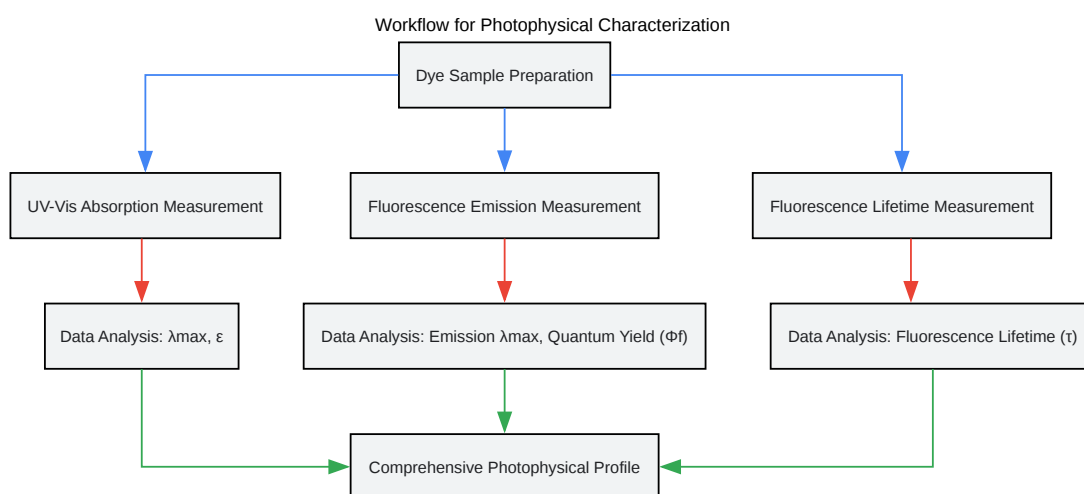 Workflow for Photophysical Characterization
Dye Sample Preparation
UV-Vis Absorption Measurement
Fluorescence Emission Measurement
Fluorescence Lifetime Measurement
Data Analysis: λmax, ε
Data Analysis: Emission λmax, Quantum Yield (Φf)
Data Analysis: Fluorescence Lifetime (τ)
Comprehensive Photophysical Profile